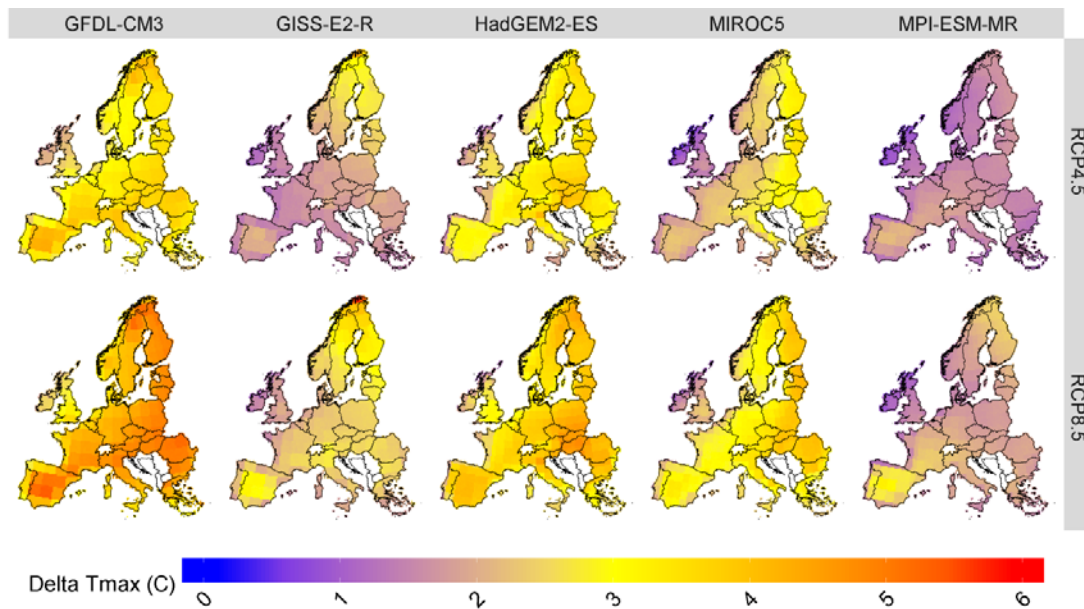 GFDL-CM3 GISS-E2-R HadGEM2-ES MIROC5 MPI-ESM-MR
RCP4.5
RCP8.5
Delta Tmax (C)
0 1 2 3 4 5 6